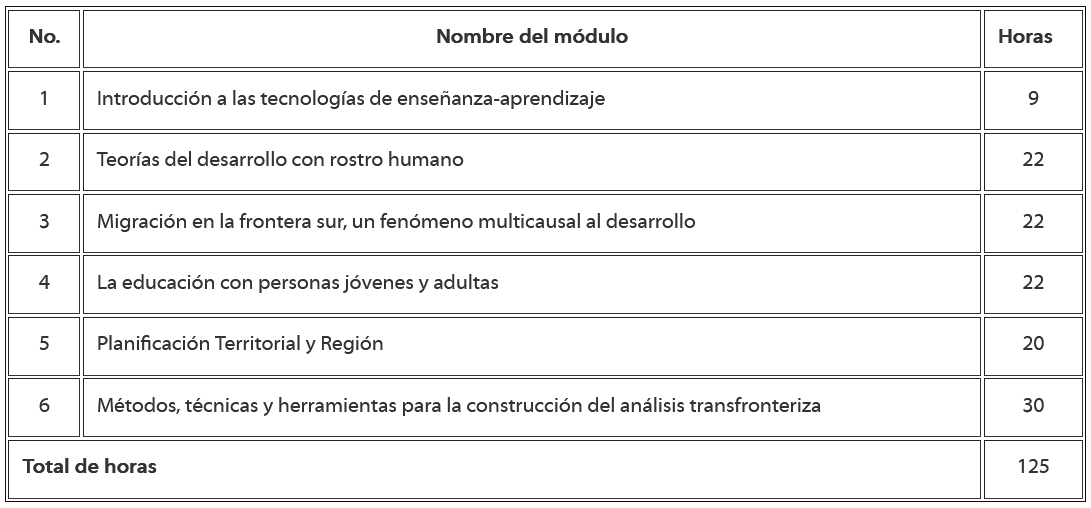 No. Nombre del módulo Horas
1 Introducción a las tecnologías de enseñanza-aprendizaje 9
2 Teorías del desarrollo con rostro humano 22
3 Migración en la frontera sur, un fenómeno multicausal al desarrollo 22
4 La educación con personas jóvenes y adultas 22
5 Planificación Territorial y Región 20
6 Métodos, técnicas y herramientas para la construcción del análisis transfronteriza 30
Total de horas 125